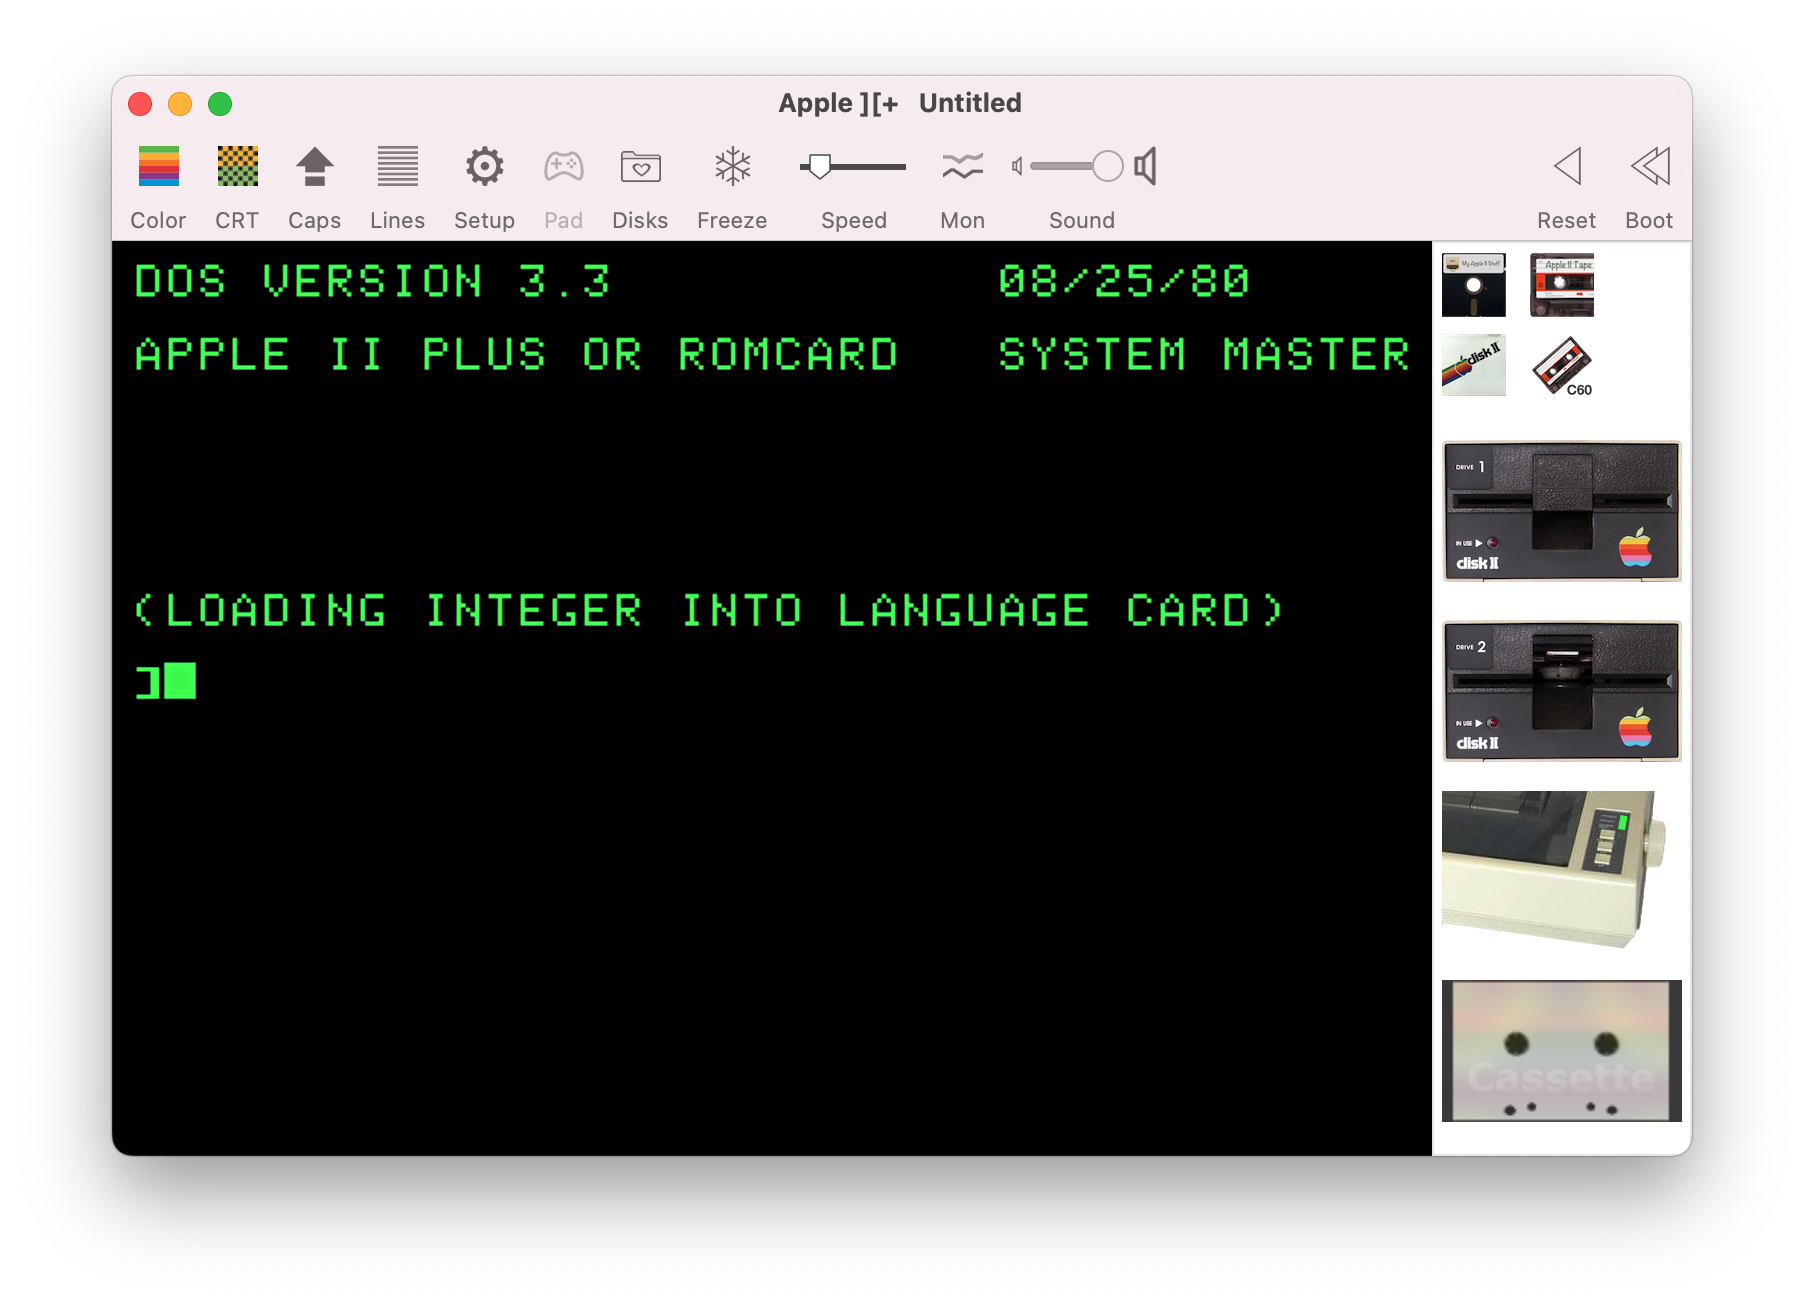 Apple ][+ Untitled
Color CRT Caps Lines Setup Pad Disks Freeze Speed Mon Sound Reset Boot
DOS VERSION 3.3 08/25/80
APPLE II PLUS OR ROMCARD SYSTEM MASTER
(LOADING INTEGER INTO LANGUAGE CARD)
]
My Apple II Stuff
Apple II Tape
disk II
C60
DRIVE 1
IN USE
disk ][
DRIVE 2
IN USE
disk ][
Cassette